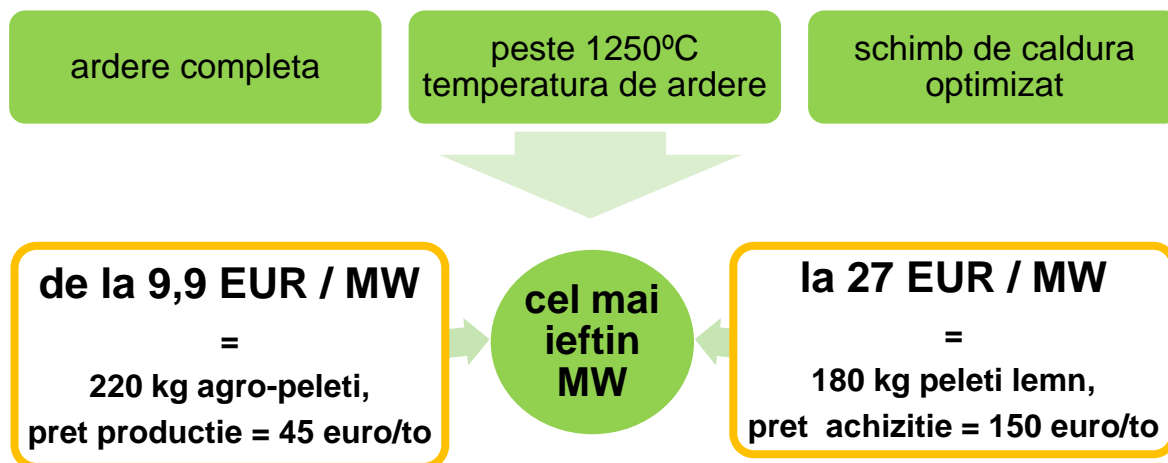 ardere completa
peste 1250⁰C
temperatura de ardere
schimb de caldura
optimizat
de la 9,9 EUR / MW
=
220 kg agro-peleti,
pret productie = 45 euro/to
cel mai
ieftin
MW
la 27 EUR / MW
=
180 kg peleti lemn,
pret achizitie = 150 euro/to